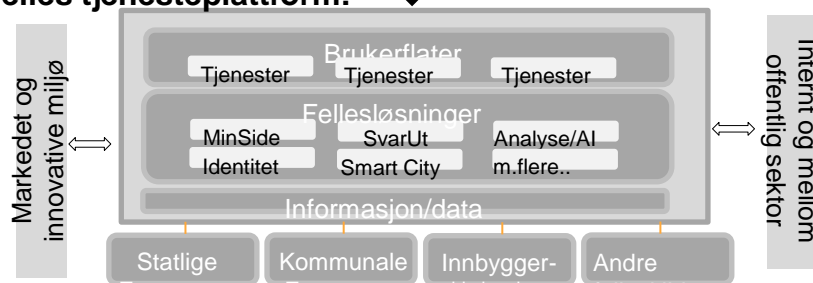 elles tjenesteplattform:
Brukerflater
Tjenester Tjenester Tjenester
Fellesløsninger
MinSide SvarUt Analyse/AI
Identitet Smart City m.flere..
Informasjon/data
Statlige Kommunale Innbygger- Andre
Markedet og
innovative miljø
Internt og mellom
offentlig sektor